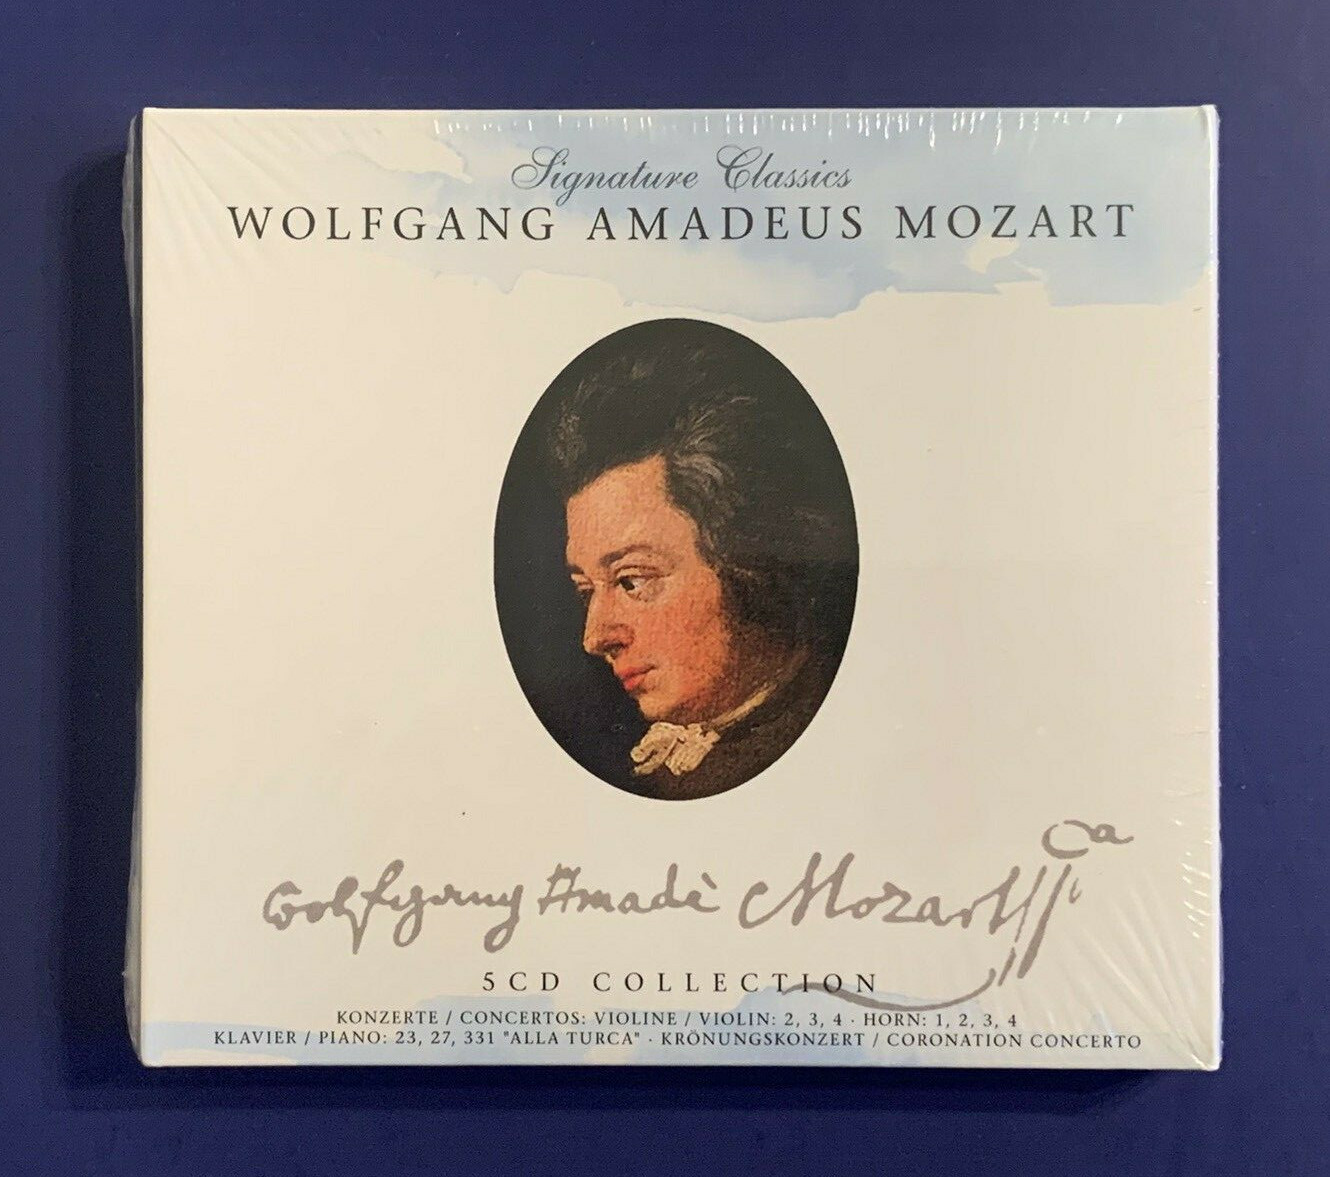 Signature Classics
WOLFGANG AMADEUS MOZART
Wolfgang Amadè Mozart
5CD COLLECTION
KONZERTE / CONCERTOS: VIOLINE / VIOLIN: 2, 3, 4 · HORN: 1, 2, 3, 4
KLAVIER / PIANO: 23, 27, 331 "ALLA TURCA" · KRÖNUNGSKONZERT / CORONATION CONCERTO